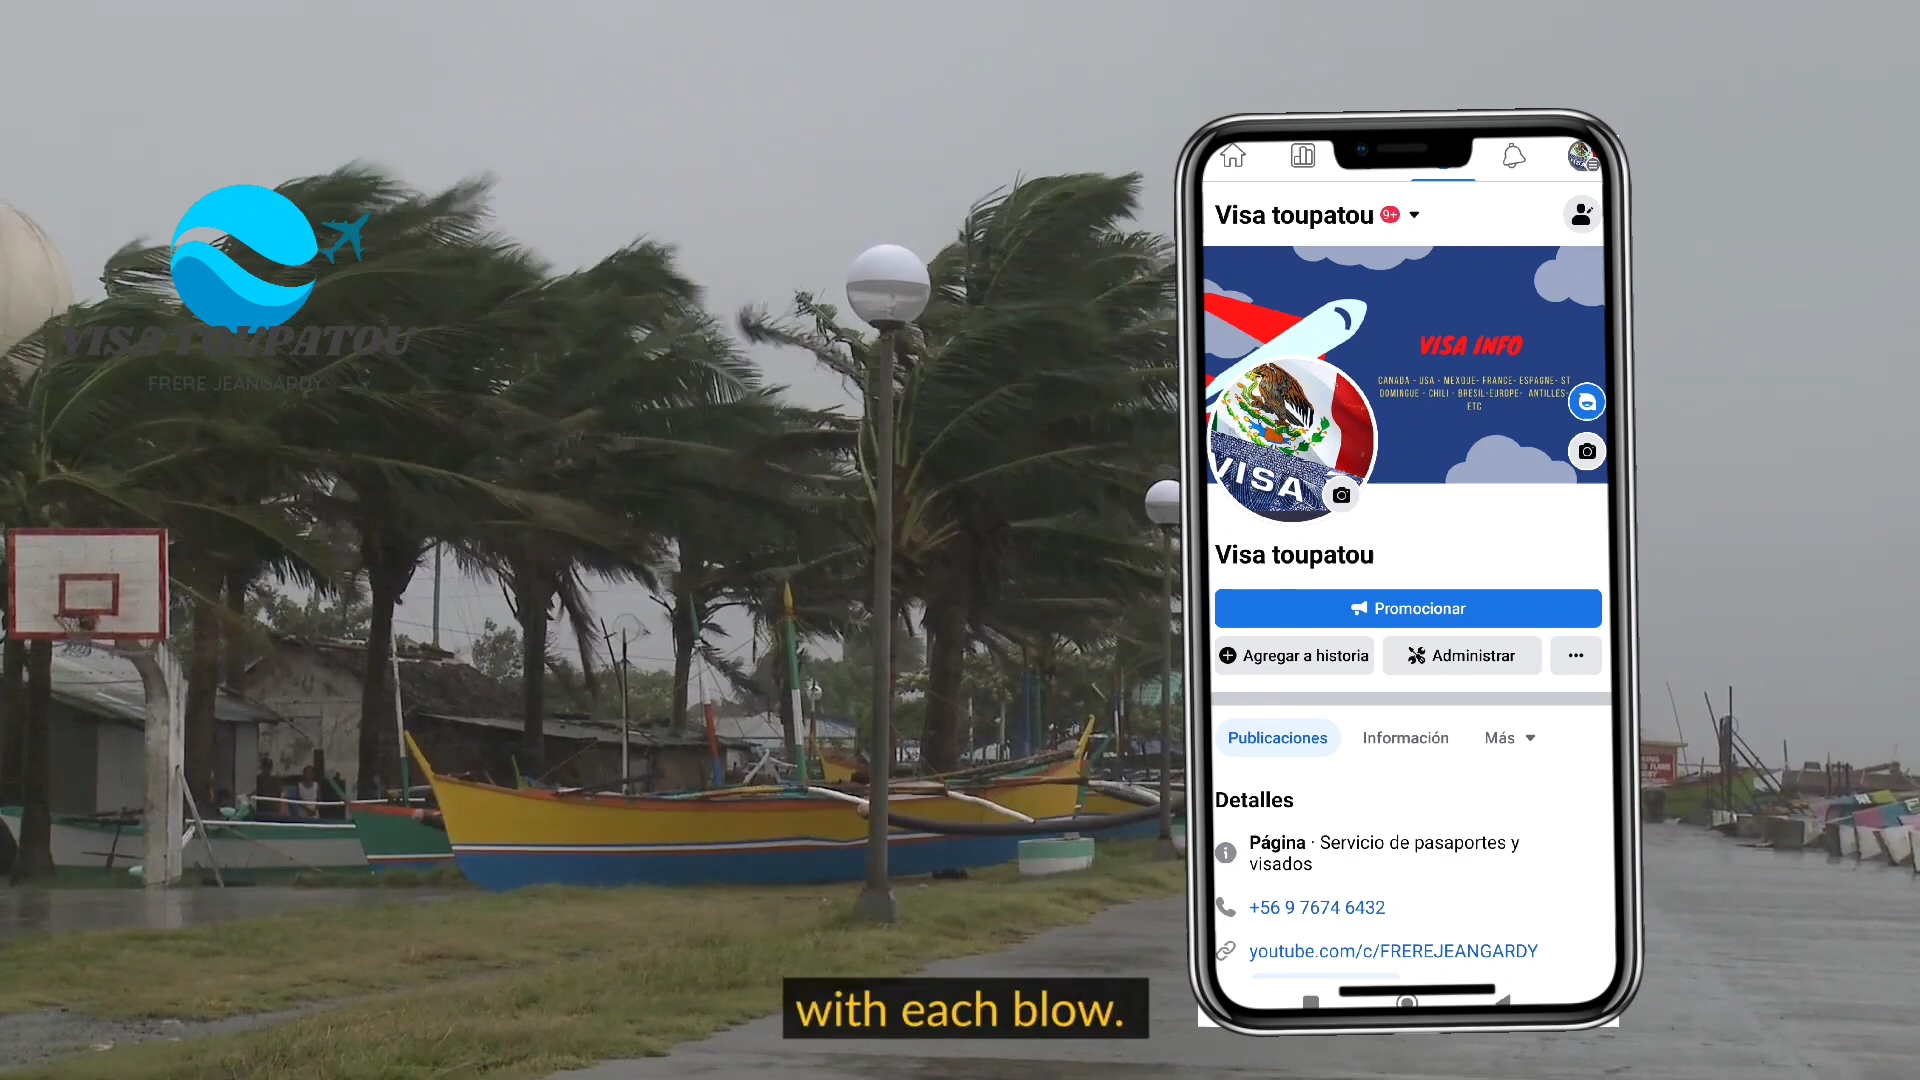 VISA TOUPATOU
FRERE JEANGARDY
Visa toupatou 9+
VISA INFO
CANADA - USA - MEXQUE- FRANCE- ESPAGNE- ST
DOMINGUE - CHILI - BRESIL-EUROPE- ANTILLES-
ETC
VISA
Visa toupatou
Promocionar
Agregar a historia
Administrar
Publicaciones
Información
Más
Detalles
Página · Servicio de pasaportes y
visados
+56 9 7674 6432
youtube.com/c/FREREJEANGARDY
with each blow.